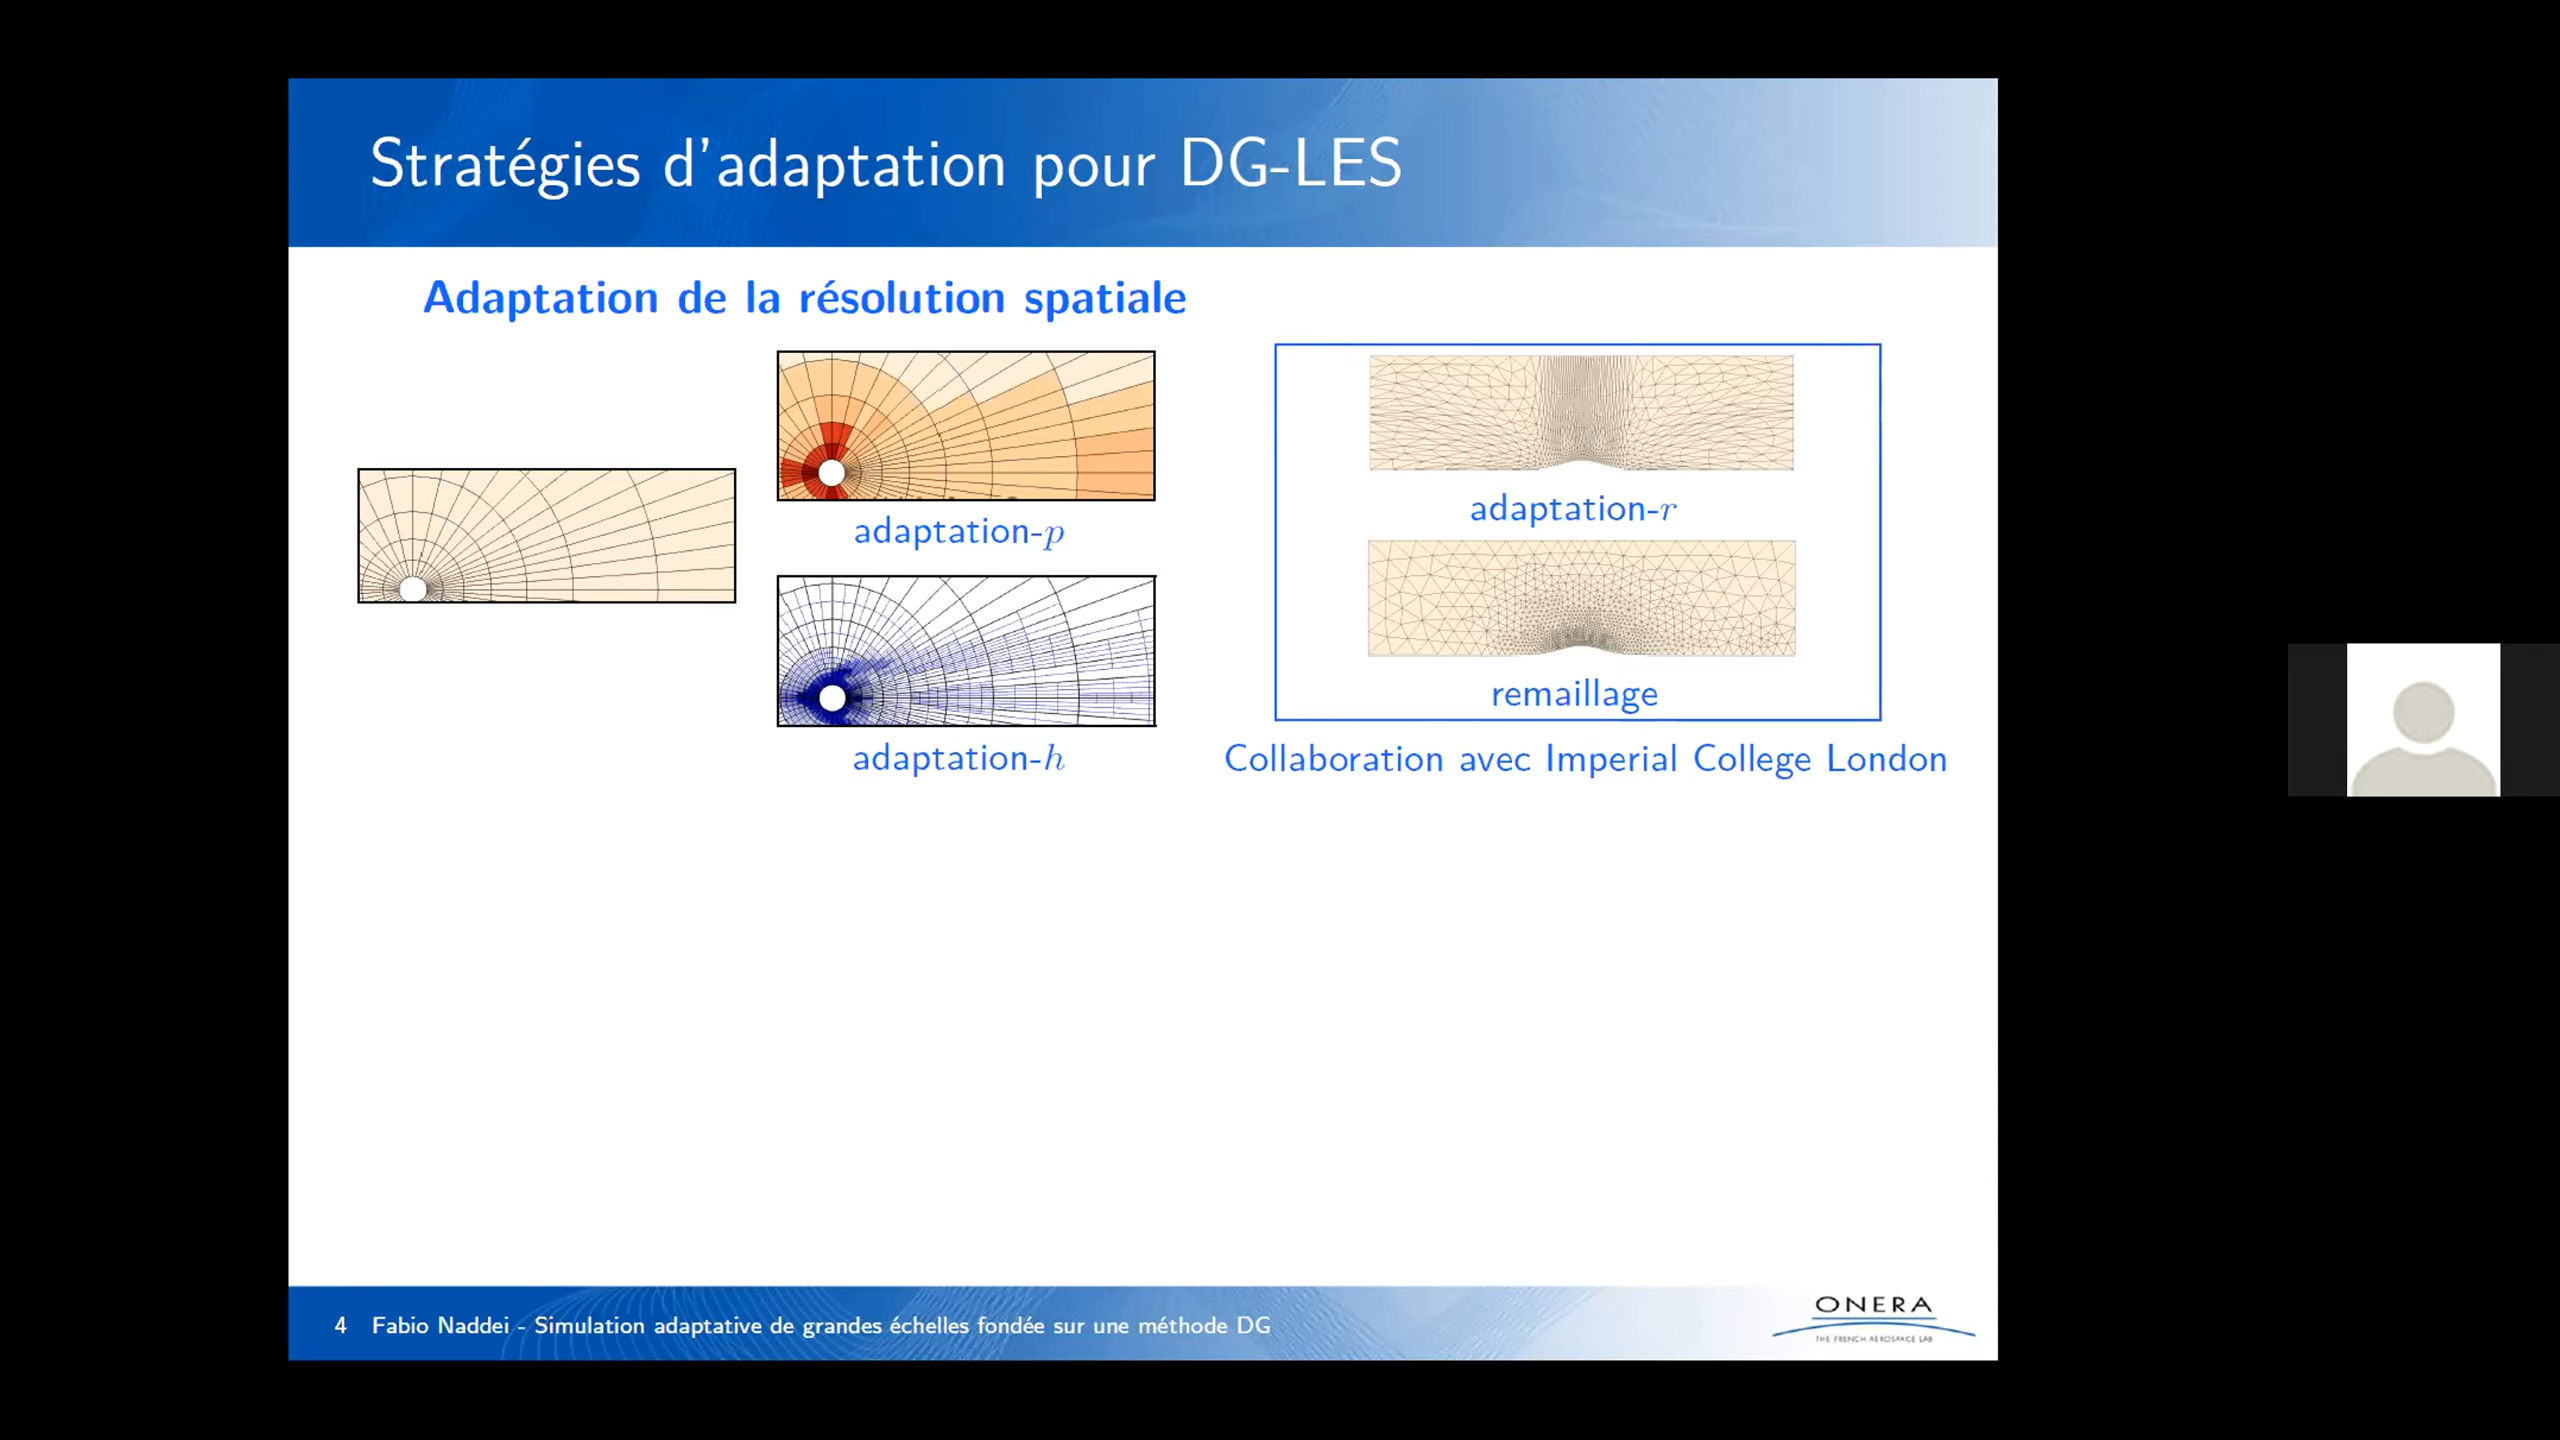 Stratégies d'adaptation pour DG-LES
Adaptation de la résolution spatiale
adaptation-p
adaptation-h
adaptation-r
remaillage
Collaboration avec Imperial College London
4 Fabio Naddei - Simulation adaptative de grandes échelles fondée sur une méthode DG
ONERA
THE FRENCH AEROSPACE LAB